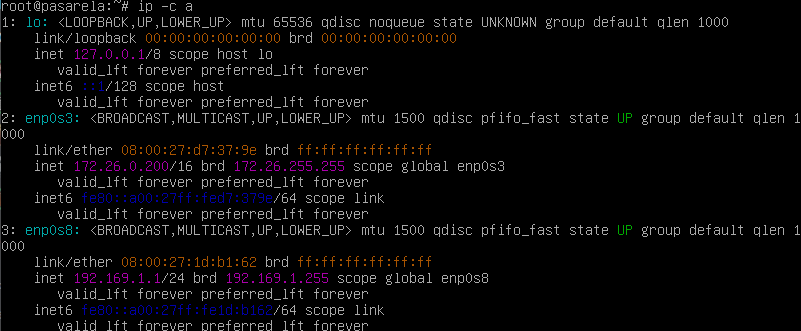 root@pasarela:~# ip -c a
1: lo: <LOOPBACK,UP,LOWER_UP> mtu 65536 qdisc noqueue state UNKNOWN group default qlen 1000
link/loopback 00:00:00:00:00:00 brd 00:00:00:00:00:00
inet 127.0.0.1/8 scope host lo
valid_lft forever preferred_lft forever
inet6 ::1/128 scope host
valid_lft forever preferred_lft forever
2: enp0s3: <BROADCAST,MULTICAST,UP,LOWER_UP> mtu 1500 qdisc pfifo_fast state UP group default qlen 1
000
link/ether 08:00:27:d7:37:9e brd ff:ff:ff:ff:ff:ff
inet 172.26.0.200/16 brd 172.26.255.255 scope global enp0s3
valid_lft forever preferred_lft forever
inet6 fe80::a00:27ff:fed7:379e/64 scope link
valid_lft forever preferred_lft forever
3: enp0s8: <BROADCAST,MULTICAST,UP,LOWER_UP> mtu 1500 qdisc pfifo_fast state UP group default qlen 1
000
link/ether 08:00:27:1d:b1:62 brd ff:ff:ff:ff:ff:ff
inet 192.168.1.1/24 brd 192.168.1.255 scope global enp0s8
valid_lft forever preferred_lft forever
inet6 fe80::a00:27ff:fe1d:b162/64 scope link
valid_lft forever preferred_lft forever